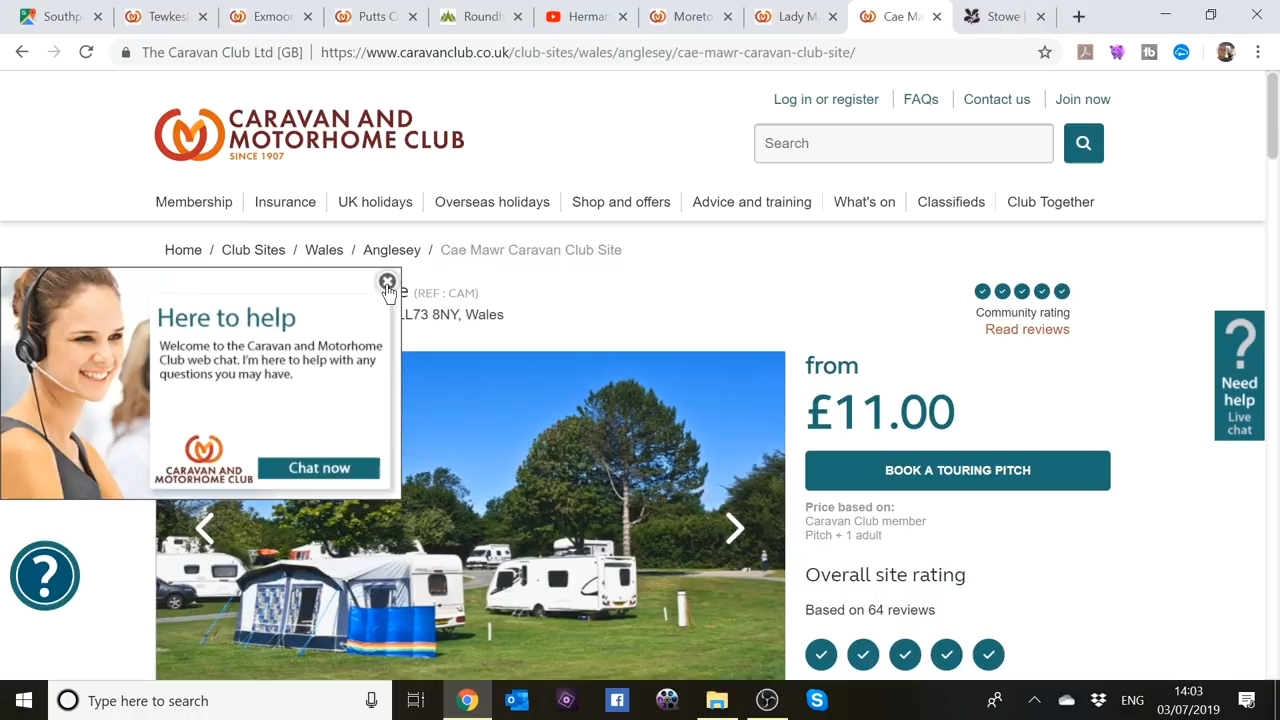 Southp
Tewkes
Exmoor
Putts C
Roundh
Herman
Moreto
Lady M
Cae Ma
Stowe |
The Caravan Club Ltd [GB] | https://www.caravanclub.co.uk/club-sites/wales/anglesey/cae-mawr-caravan-club-site/
Log in or register
FAQs
Contact us
Join now
CARAVAN AND
MOTORHOME CLUB
SINCE 1907
Search
Membership
Insurance
UK holidays
Overseas holidays
Shop and offers
Advice and training
What's on
Classifieds
Club Together
Home / Club Sites / Wales / Anglesey / Cae Mawr Caravan Club Site
e (REF : CAM)
LL73 8NY, Wales
Here to help
Welcome to the Caravan and Motorhome
Club web chat. I'm here to help with any
questions you may have.
CARAVAN AND
MOTORHOME CLUB
Chat now
?
Community rating
Read reviews
from
£11.00
BOOK A TOURING PITCH
Price based on:
Caravan Club member
Pitch + 1 adult
Overall site rating
Based on 64 reviews
?
Need
help
Live
chat
Type here to search
ENG
14:03
03/07/2019